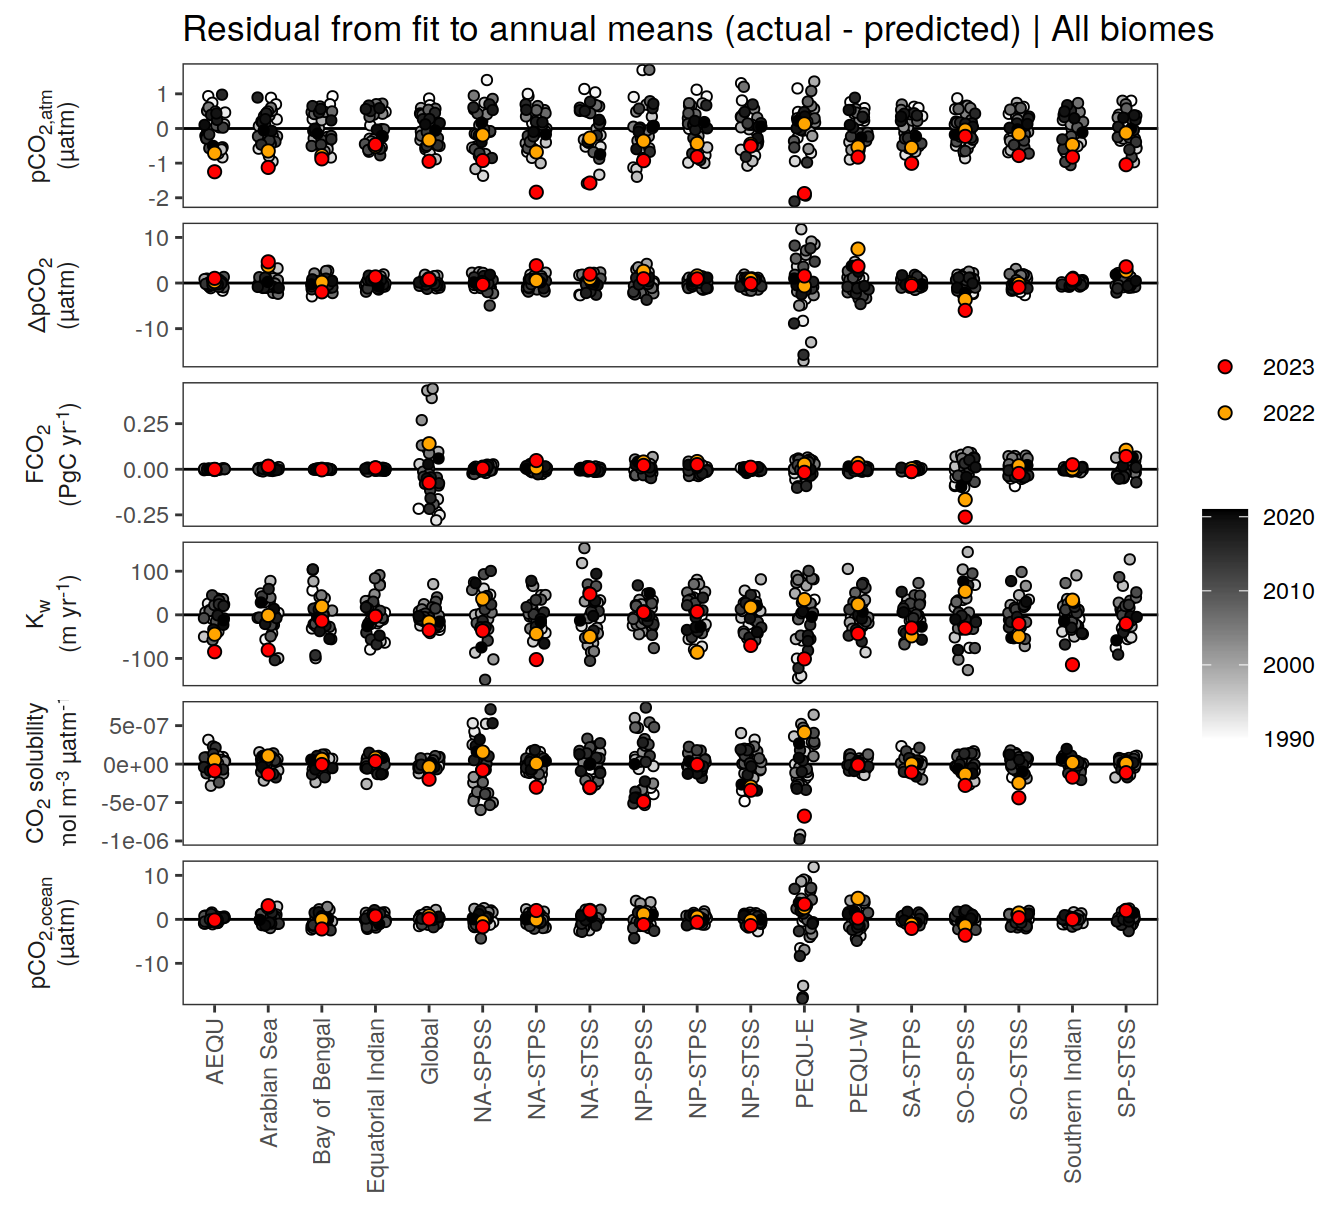 Residual from fit to annual means (actual - predicted) | All biomes
pCO2,atm
(µatm)
1
0
-1
-2
ΔpCO2
(µatm)
10
0
-10
FCO2
(PgC yr-1)
0.25
0.00
-0.25
Kw
(m yr-1)
100
0
-100
CO2 solubility
mol m-3 µatm-1
5e-07
0e+00
-5e-07
-1e-06
pCO2,ocean
(µatm)
10
0
-10
AEQU
Arabian Sea
Bay of Bengal
Equatorial Indian
Global
NA-SPSS
NA-STPS
NA-STSS
NP-SPSS
NP-STPS
NP-STSS
PEQU-E
PEQU-W
SA-STPS
SO-SPSS
SO-STSS
Southern Indian
SP-STSS
2023
2022
2020
2010
2000
1990